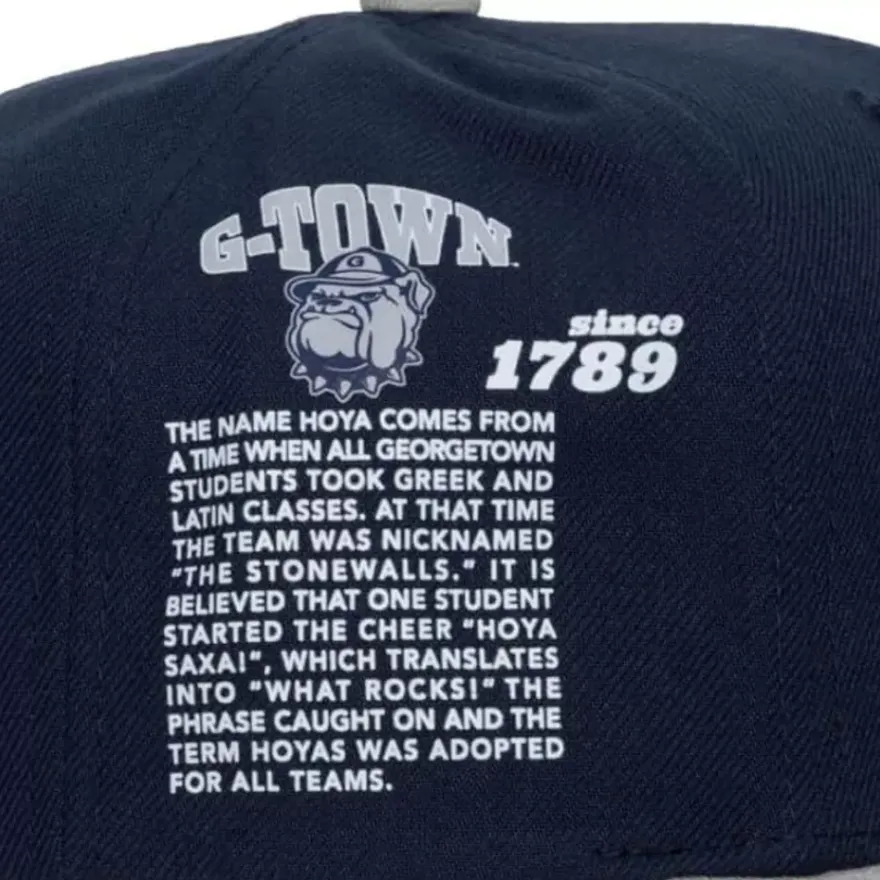 G-TOWN
G
since
1789
THE NAME HOYA COMES FROM
A TIME WHEN ALL GEORGETOWN
STUDENTS TOOK GREEK AND
LATIN CLASSES. AT THAT TIME
THE TEAM WAS NICKNAMED
"THE STONEWALLS." IT IS
BELIEVED THAT ONE STUDENT
STARTED THE CHEER "HOYA
SAXA!", WHICH TRANSLATES
INTO "WHAT ROCKS!" THE
PHRASE CAUGHT ON AND THE
TERM HOYAS WAS ADOPTED
FOR ALL TEAMS.